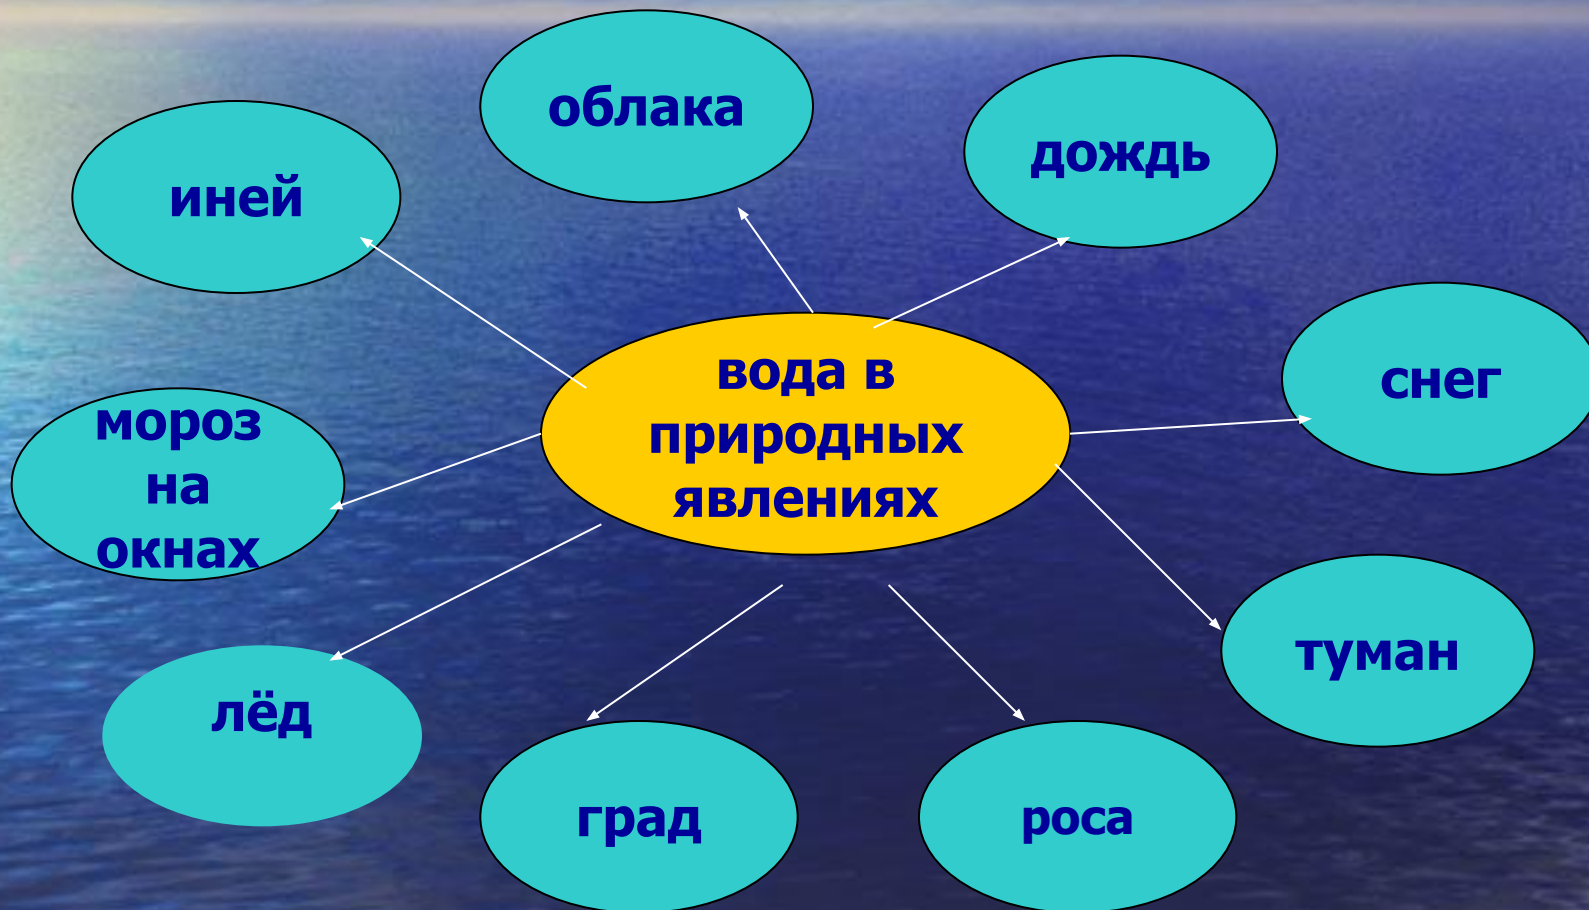 облака
дождь
иней
вода в
природных
явлениях
снег
мороз
на
окнах
туман
лёд
град
роса